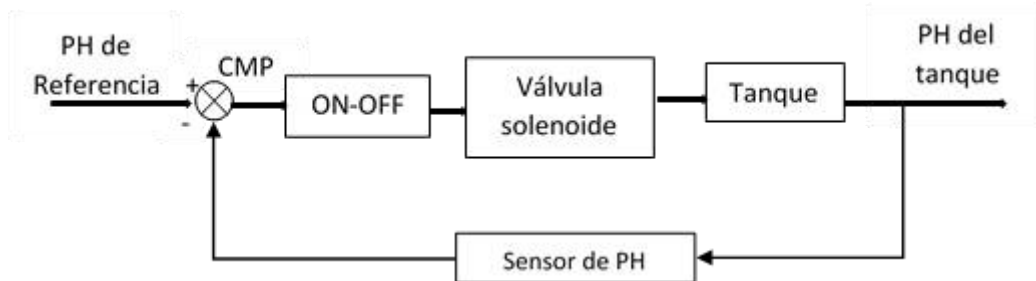 PH de
Referencia
+
-
CMP
ON-OFF
Válvula
solenoide
Tanque
PH del
tanque
Sensor de PH